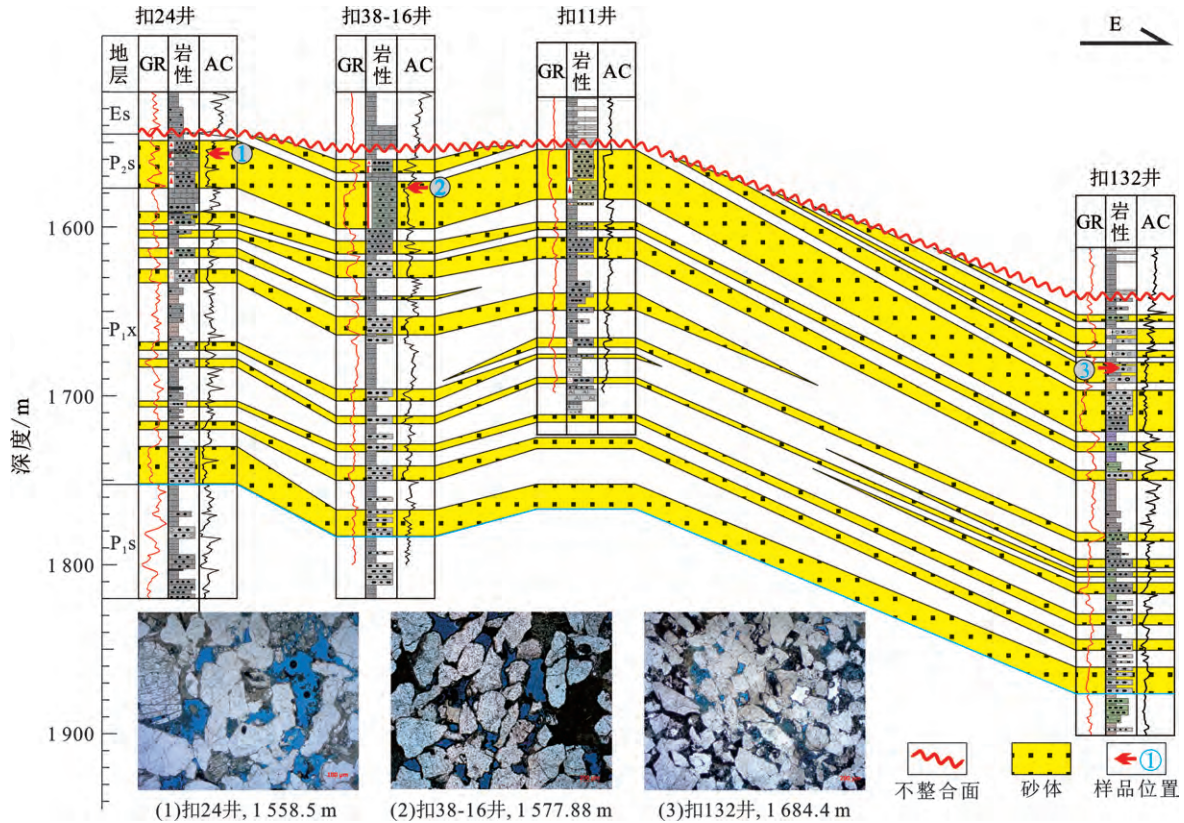 扣24井
扣38-16井
扣11井
扣132井
E
地层
GR
岩性
AC
GR
岩性
AC
GR
岩性
AC
GR
岩性
AC
Es
P₂s
P₁x
P₁s
①
②
③
深度/m
1 600
1 700
1 800
1 900
100 μm
(1)扣24井, 1 558.5 m
(2)扣38-16井, 1 577.88 m
(3)扣132井, 1 684.4 m
不整合面
砂体
①
样品位置